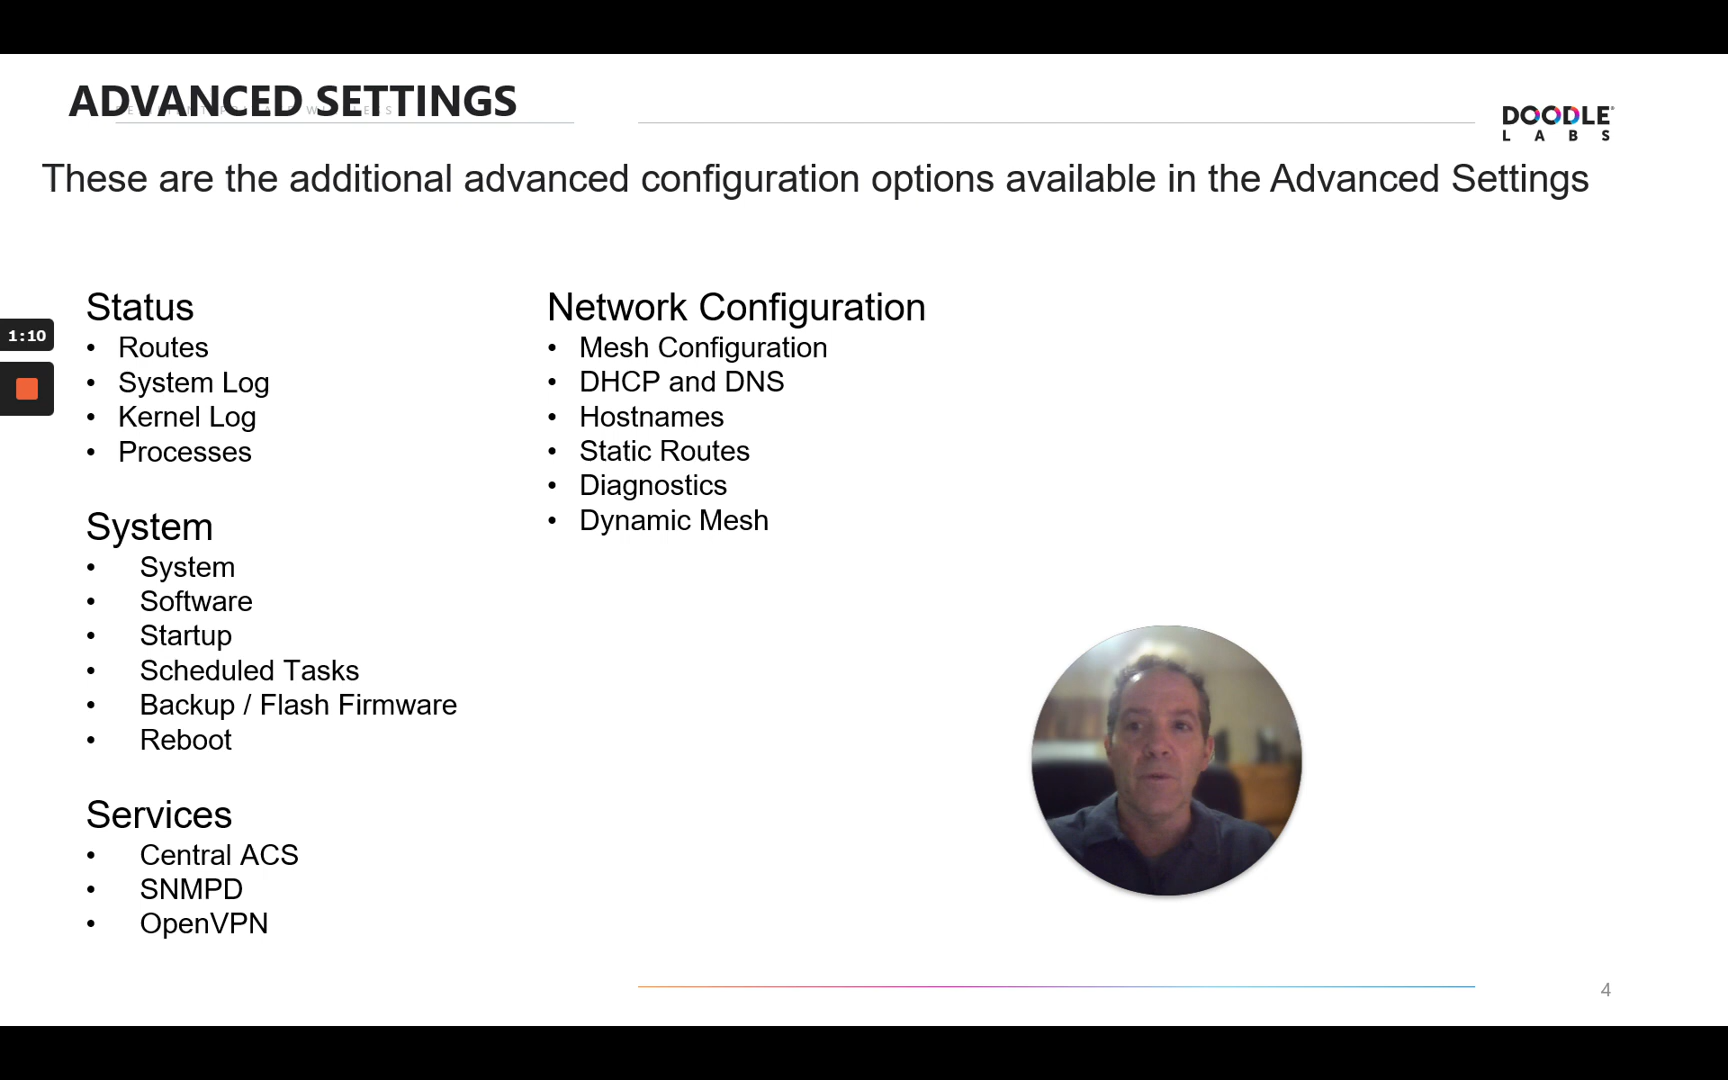 ADVANCED SETTINGS
DOODLE
LABS
These are the additional advanced configuration options available in the Advanced Settings
Status
• Routes
• System Log
• Kernel Log
• Processes
System
• System
• Software
• Startup
• Scheduled Tasks
• Backup / Flash Firmware
• Reboot
Services
• Central ACS
• SNMPD
• OpenVPN
Network Configuration
• Mesh Configuration
• DHCP and DNS
• Hostnames
• Static Routes
• Diagnostics
• Dynamic Mesh
1:10
4